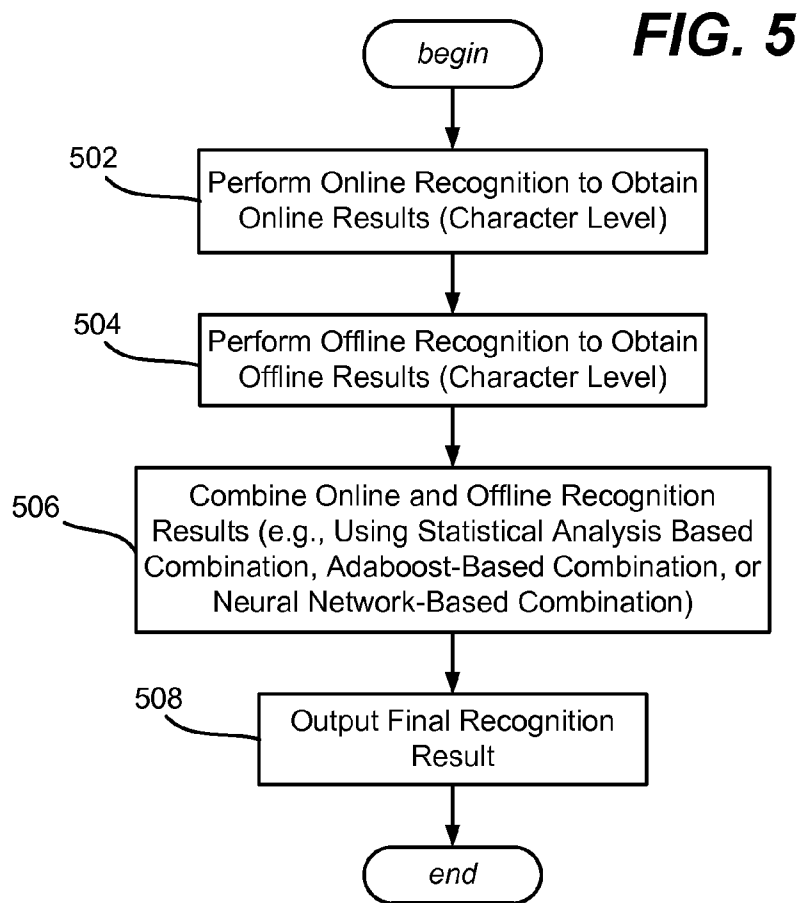 FIG. 5
begin
502
Perform Online Recognition to Obtain
Online Results (Character Level)
504
Perform Offline Recognition to Obtain
Offline Results (Character Level)
506
Combine Online and Offline Recognition
Results (e.g., Using Statistical Analysis Based
Combination, Adaboost-Based Combination, or
Neural Network-Based Combination)
508
Output Final Recognition
Result
end